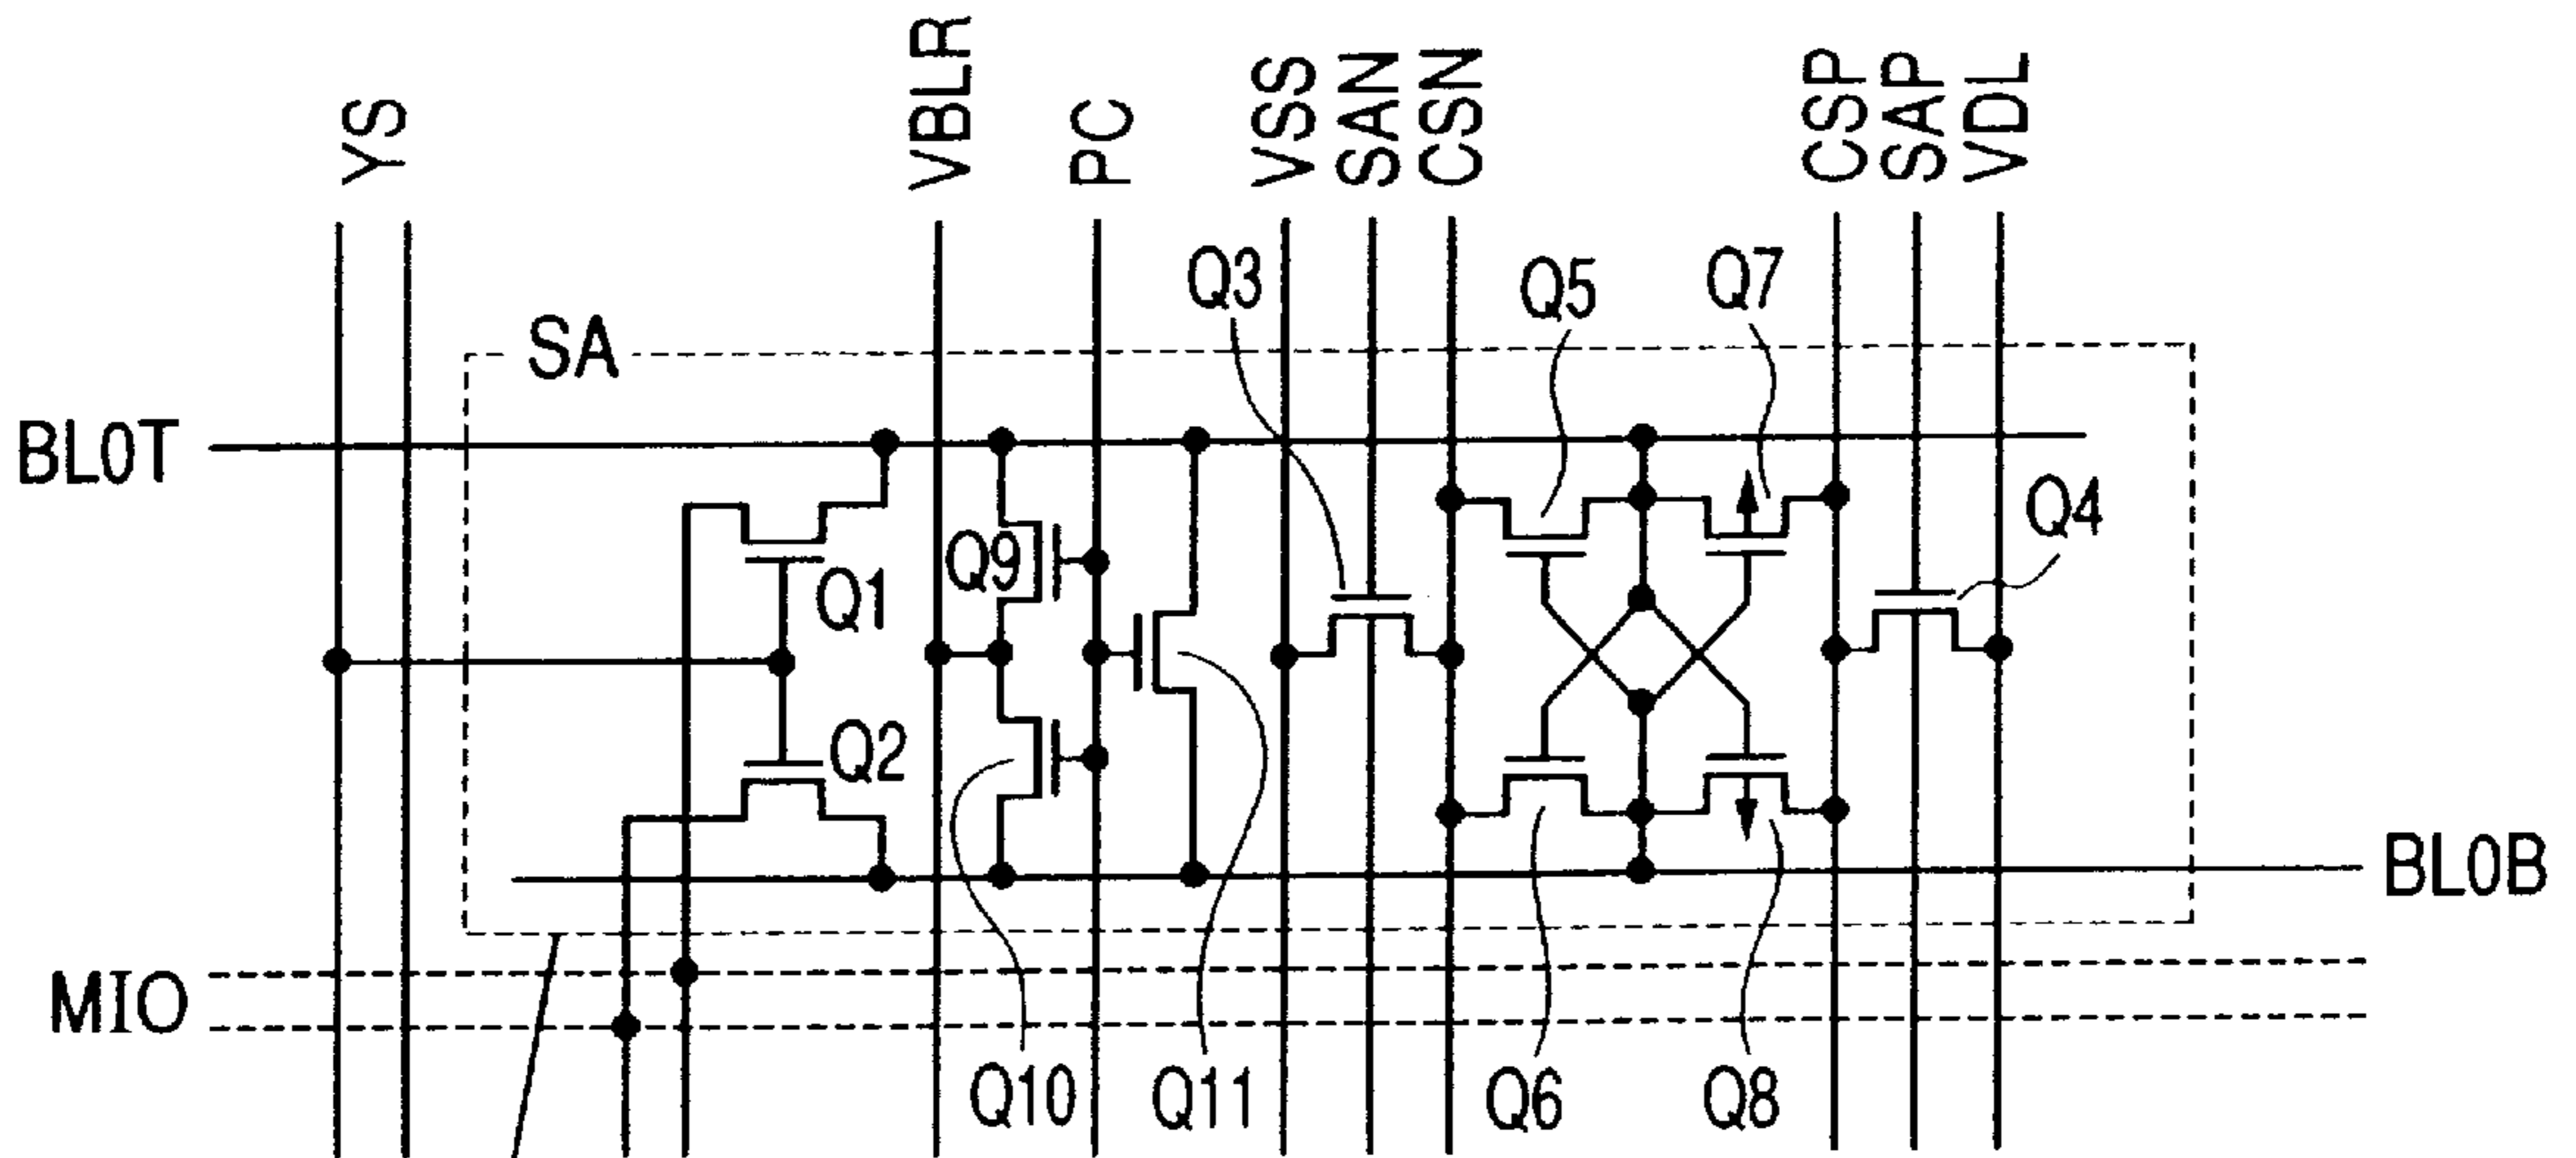 YS
VBLR
PC
VSS
SAN
CSN
CSP
SAP
VDL
Q3
Q5
Q7
SA
BL0T
Q4
Q9
Q1
Q2
BL0B
MIO
Q10
Q11
Q6
Q8